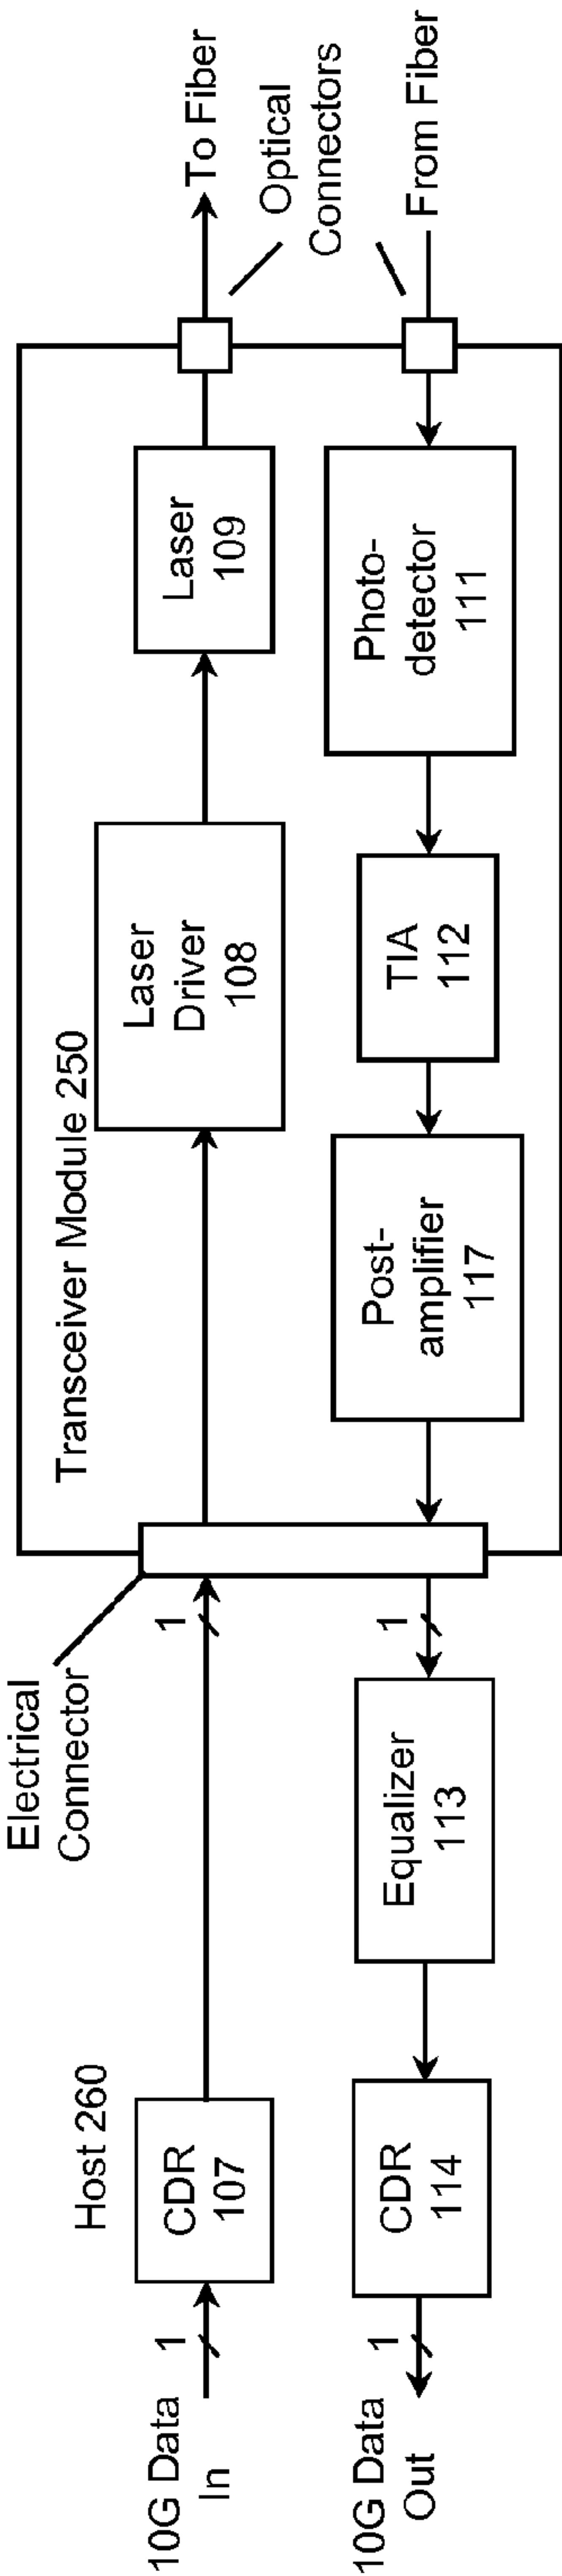 Transceiver Module 250
Electrical
Connector
Host 260
10G Data
In
1
CDR
107
1
Laser
Driver
108
Laser
109
To Fiber
Optical
Connectors
From Fiber
Photo-
detector
111
TIA
112
Post-
amplifier
117
1
Equalizer
113
CDR
114
1
10G Data
Out